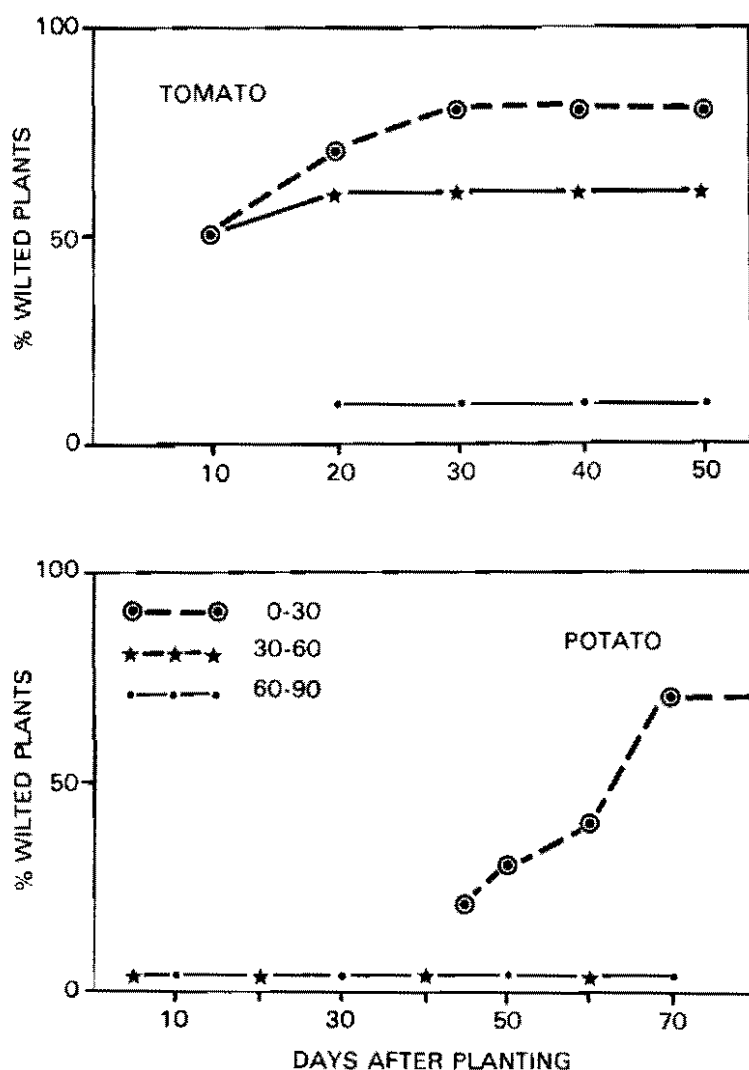 100
TOMATO
% WILTED PLANTS
50
0
10 20 30 40 50
100
0-30
30-60
POTATO
60-90
% WILTED PLANTS
50
0
10 30 50 70
DAYS AFTER PLANTING